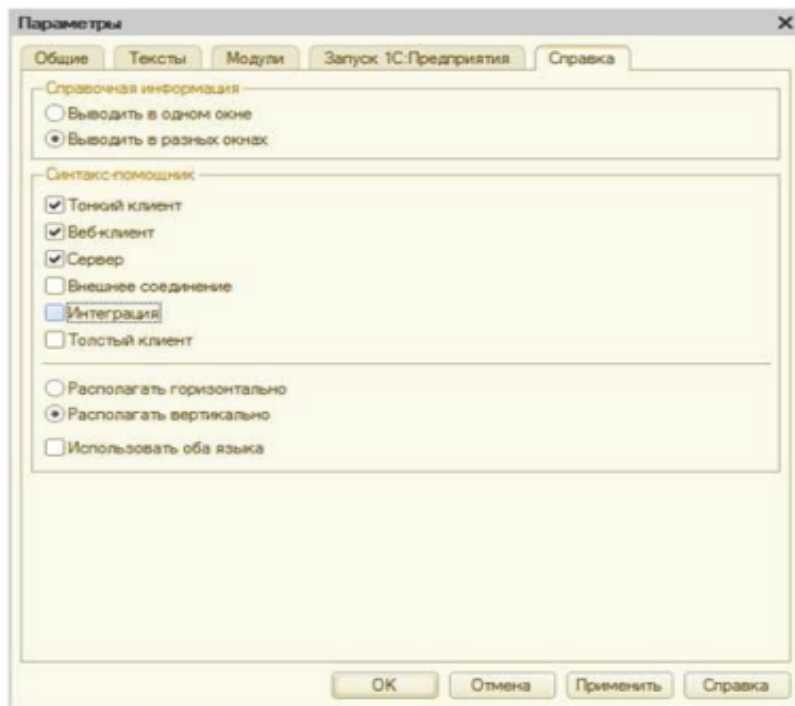 Параметры
Общие Тексты Модули Запуск 1С:Предприятия Справка
Справочная информация
Выводить в одном окне
Выводить в разных окнах
Синтакс-помощник
Тонкий клиент
Веб-клиент
Сервер
Внешнее соединение
Интеграция
Толстый клиент
Располагать горизонтально
Располагать вертикально
Использовать оба языка
OK Отмена Применить Справка